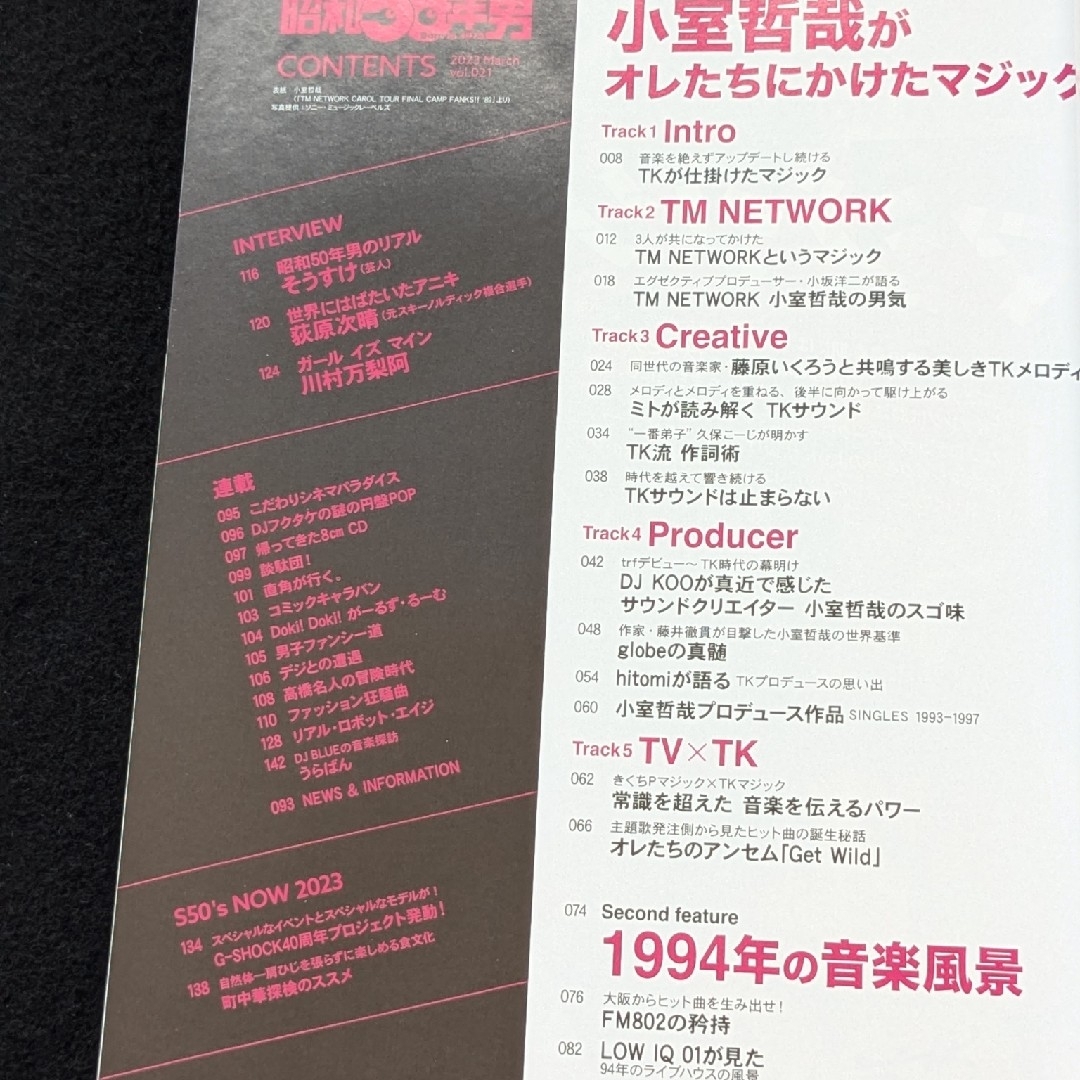 昭和50年男
CONTENTS
2023 March
vol.021
表紙 小室哲哉
写真提供:ソニー・ミュージックレーベルズ
INTERVIEW
116 昭和50年男のリアル
そうすけ(芸人)
120 世界にはばたいたアニキ
荻原次晴(元スキーノルディック複合選手)
124 ガール イズ マイン
川村万梨阿
連載
095 こだわりシネマパラダイス
096 DJフクタケの謎の円盤POP
097 帰ってきた8cm CD
099 談駄団!
101 直角が行く。
103 コミックキャラバン
104 Doki! Doki! がーるず・るーむ
105 男子ファンシー道
106 デジとの遭遇
108 高橋名人の冒険時代
110 ファッション狂騒曲
128 リアル・ロボット・エイジ
142 DJ BLUEの音楽探訪
うらばん
093 NEWS & INFORMATION
S50's NOW 2023
134 スペシャルなイベントとスペシャルなモデルが!
G-SHOCK40周年プロジェクト発動!
138 自然体―肩ひじを張らずに楽しめる食文化
町中華探検のススメ
小室哲哉が
オレたちにかけたマジック
Track1 Intro
008 音楽を絶えずアップデートし続ける
TKが仕掛けたマジック
Track2 TM NETWORK
012 3人が共になってかけた
TM NETWORKというマジック
018 エグゼクティブプロデューサー・小坂洋二が語る
TM NETWORK 小室哲哉の男気
Track3 Creative
024 同世代の音楽家・藤原いくろうと共鳴する美しきTKメロディ
028 メロディとメロディを重ねる、後半に向かって駆け上がる
ミトが読み解く TKサウンド
034 “一番弟子”久保こーじが明かす
TK流 作詞術
038 時代を越えて響き続ける
TKサウンドは止まらない
Track4 Producer
042 trfデビュー〜TK時代の幕明け
DJ KOOが真近で感じた
サウンドクリエイター 小室哲哉のスゴ味
048 作家・藤井徹貫が目撃した小室哲哉の世界基準
globeの真髄
054 hitomiが語る TKプロデュースの思い出
060 小室哲哉プロデュース作品 SINGLES 1993-1997
Track5 TV×TK
062 きくちPマジック×TKマジック
常識を超えた 音楽を伝えるパワー
066 主題歌発注側から見たヒット曲の誕生秘話
オレたちのアンセム「Get Wild」
074 Second feature
1994年の音楽風景
076 大阪からヒット曲を生み出せ!
FM802の矜持
082 LOW IQ 01が見た
94年のライブハウスの風景